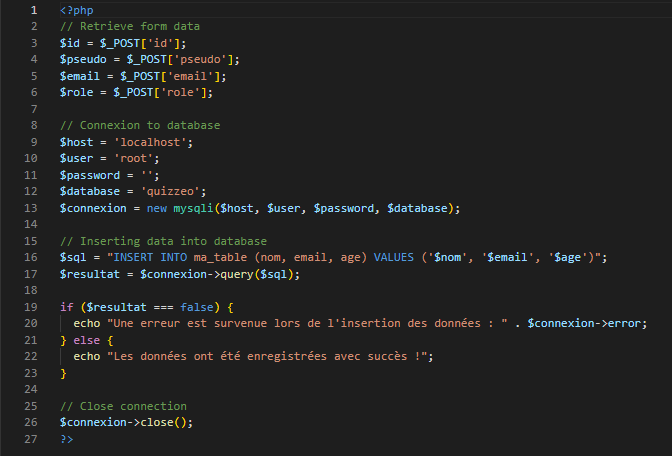 1 <?php
2 // Retrieve form data
3 $id = $_POST['id'];
4 $pseudo = $_POST['pseudo'];
5 $email = $_POST['email'];
6 $role = $_POST['role'];
7
8 // Connexion to database
9 $host = 'localhost';
10 $user = 'root';
11 $password = '';
12 $database = 'quizzeo';
13 $connexion = new mysqli($host, $user, $password, $database);
14
15 // Inserting data into database
16 $sql = "INSERT INTO ma_table (nom, email, age) VALUES ('$nom', '$email', '$age')";
17 $resultat = $connexion->query($sql);
18
19 if ($resultat === false) {
20 echo "Une erreur est survenue lors de l'insertion des données : " . $connexion->error;
21 } else {
22 echo "Les données ont été enregistrées avec succès !";
23 }
24
25 // Close connection
26 $connexion->close();
27 ?>